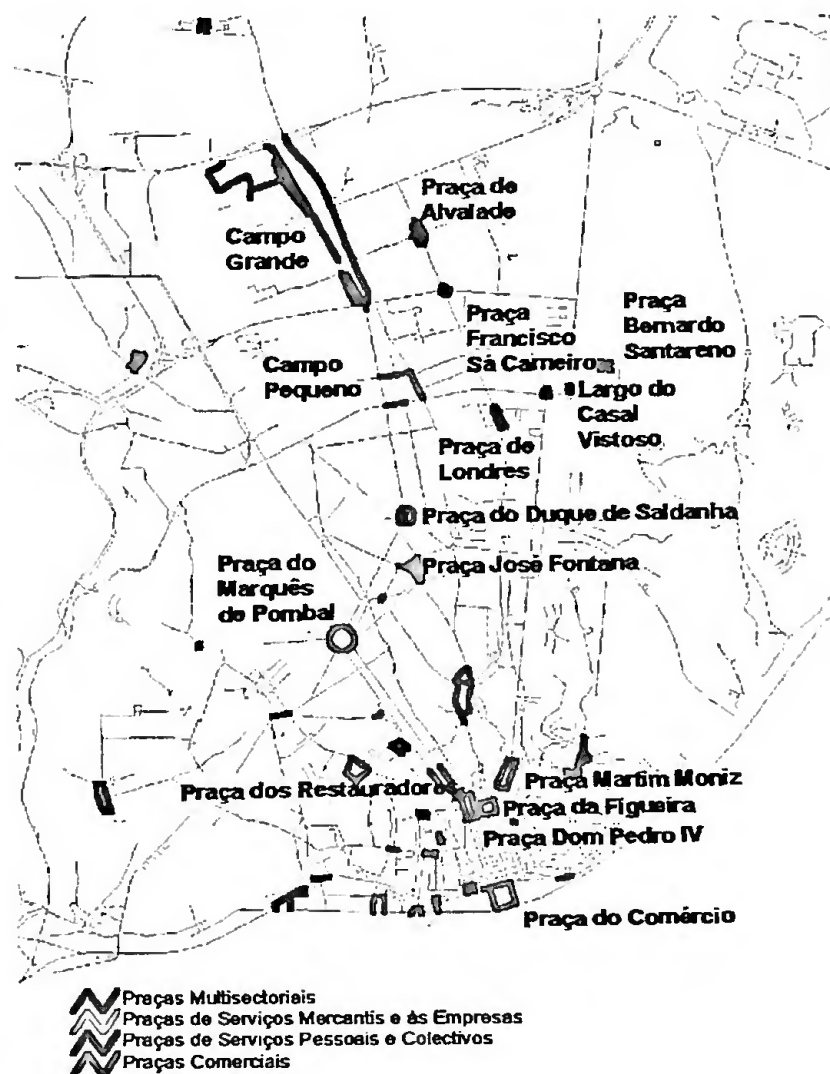 Praça de
Alvalade
Campo
Grande
Praça
Francisco
Sá Carneiro
Praça
Bernardo
Santareno
Campo
Pequeno
Largo do
Casal
Vistoso
Praça de
Londres
Praça do Duque de Saldanha
Praça do
Marquês
de Pombal
Praça José Fontana
Praça dos Restauradores
Praça Martim Moniz
Praça da Figueira
Praça Dom Pedro IV
Praça do Comércio
Praças Multisectoriais
Praças de Serviços Mercantis e às Empresas
Praças de Serviços Pessoais e Colectivos
Praças Comerciais